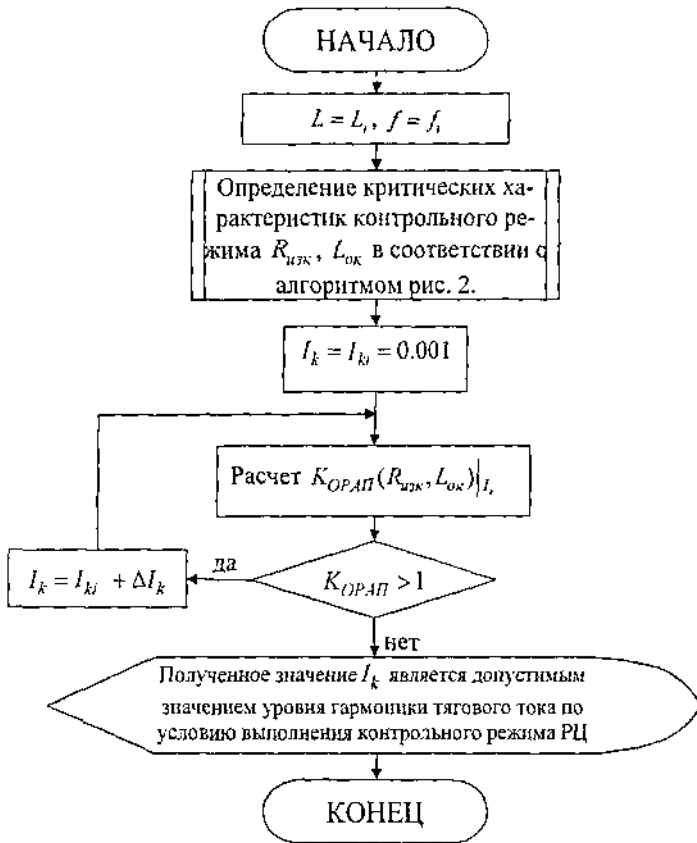 НАЧАЛО
L = L_i, f = f_i
Определение критических ха-
рактеристик контрольного ре-
жима R_изк, L_ок в соответствии с
алгоритмом рис. 2.
I_k = I_ki = 0.001
Расчет K_ОРАП(R_изк, L_ок)|I_i
K_ОРАП > 1
да
I_k = I_ki + ΔI_k
нет
Полученное значение I_k является допустимым
значением уровня гармоники тягового тока по
условию выполнения контрольного режима РЦ
КОНЕЦ